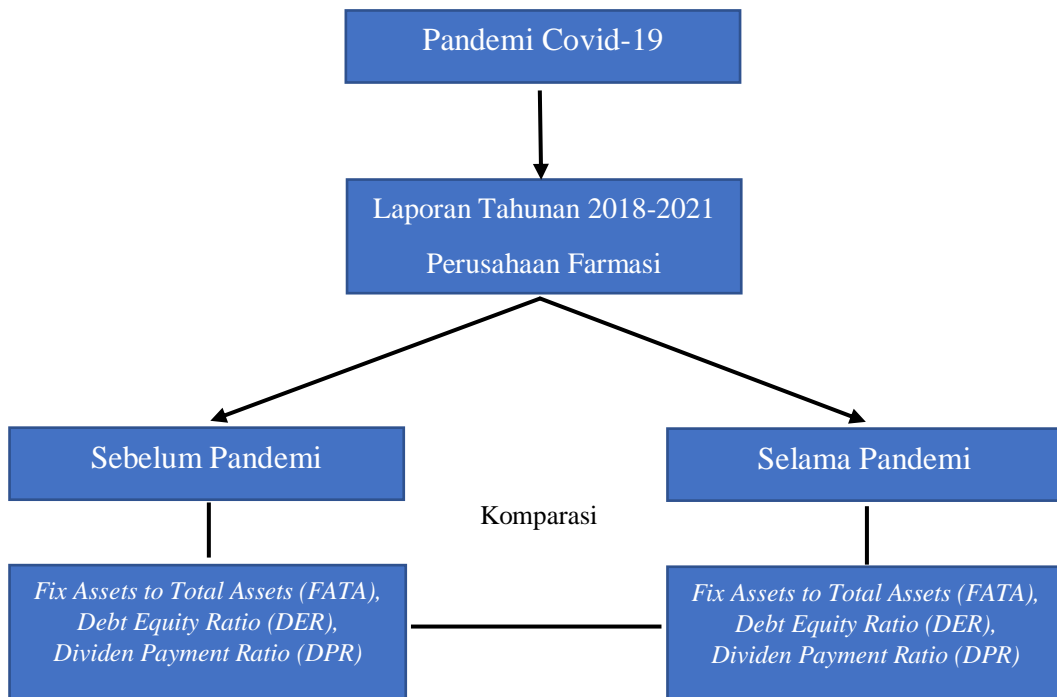 Pandemi Covid-19
Laporan Tahunan 2018-2021
Perusahaan Farmasi
Sebelum Pandemi
Selama Pandemi
Komparasi
Fix Assets to Total Assets (FATA),
Debt Equity Ratio (DER),
Dividen Payment Ratio (DPR)
Fix Assets to Total Assets (FATA),
Debt Equity Ratio (DER),
Dividen Payment Ratio (DPR)